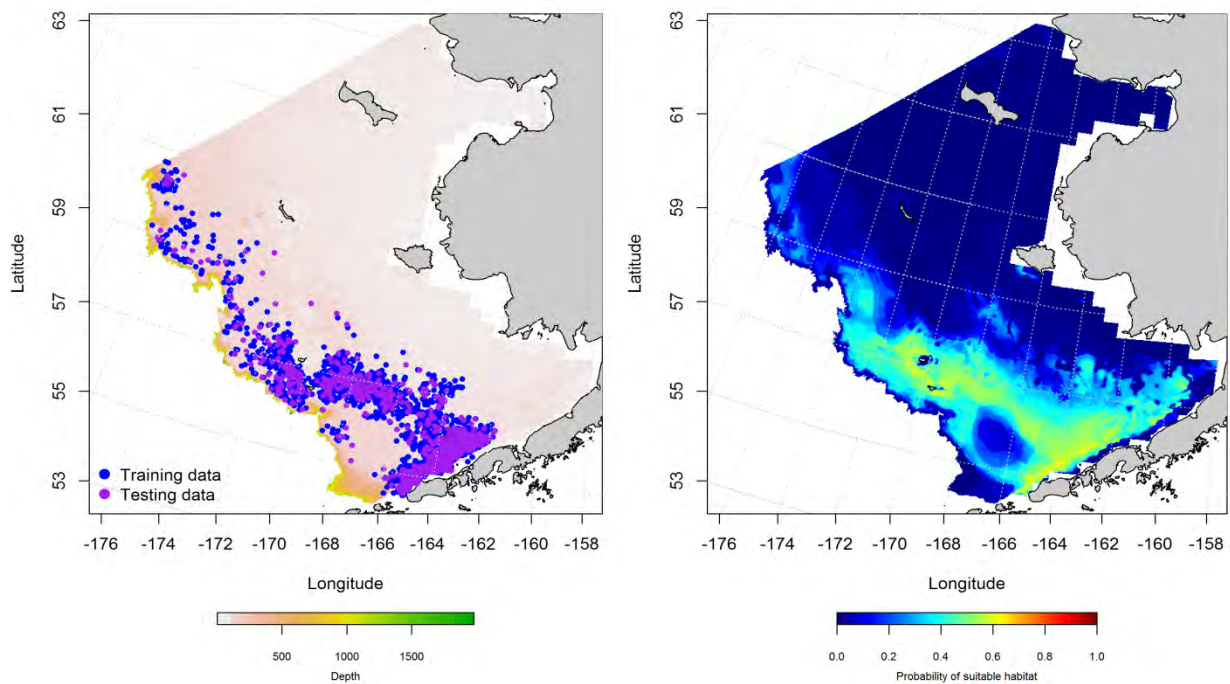 63
61
59
57
55
53
Latitude
Training data
Testing data
-176 -174 -172 -170 -168 -166 -164 -162 -160 -158
Longitude
500 1000 1500
Depth
63
61
59
57
55
53
Latitude
-176 -174 -172 -170 -168 -166 -164 -162 -160 -158
Longitude
0.0 0.2 0.4 0.6 0.8 1.0
Probability of suitable habitat